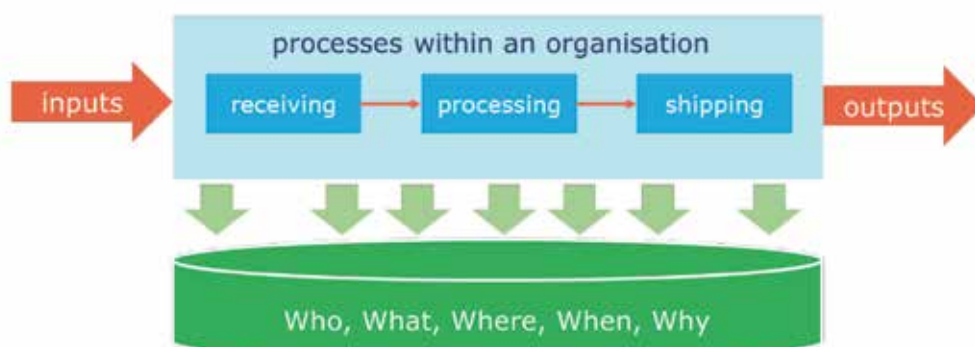 processes within an organisation
inputs
receiving
processing
shipping
outputs
Who, What, Where, When, Why